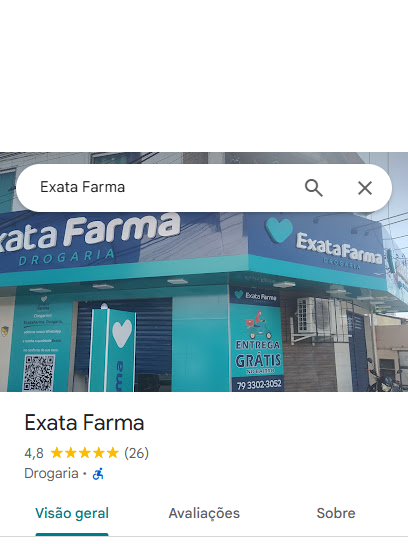 Exata Farma
xata Farma
DROGARIA
ExataFarma
DROGARIA
Exata Farma
Exata Farma
ENTREGA
GRÁTIS
79 3302-3052
Exata Farma
4,8 ★★★★★ (26)
Drogaria ·
Visão geral
Avaliações
Sobre